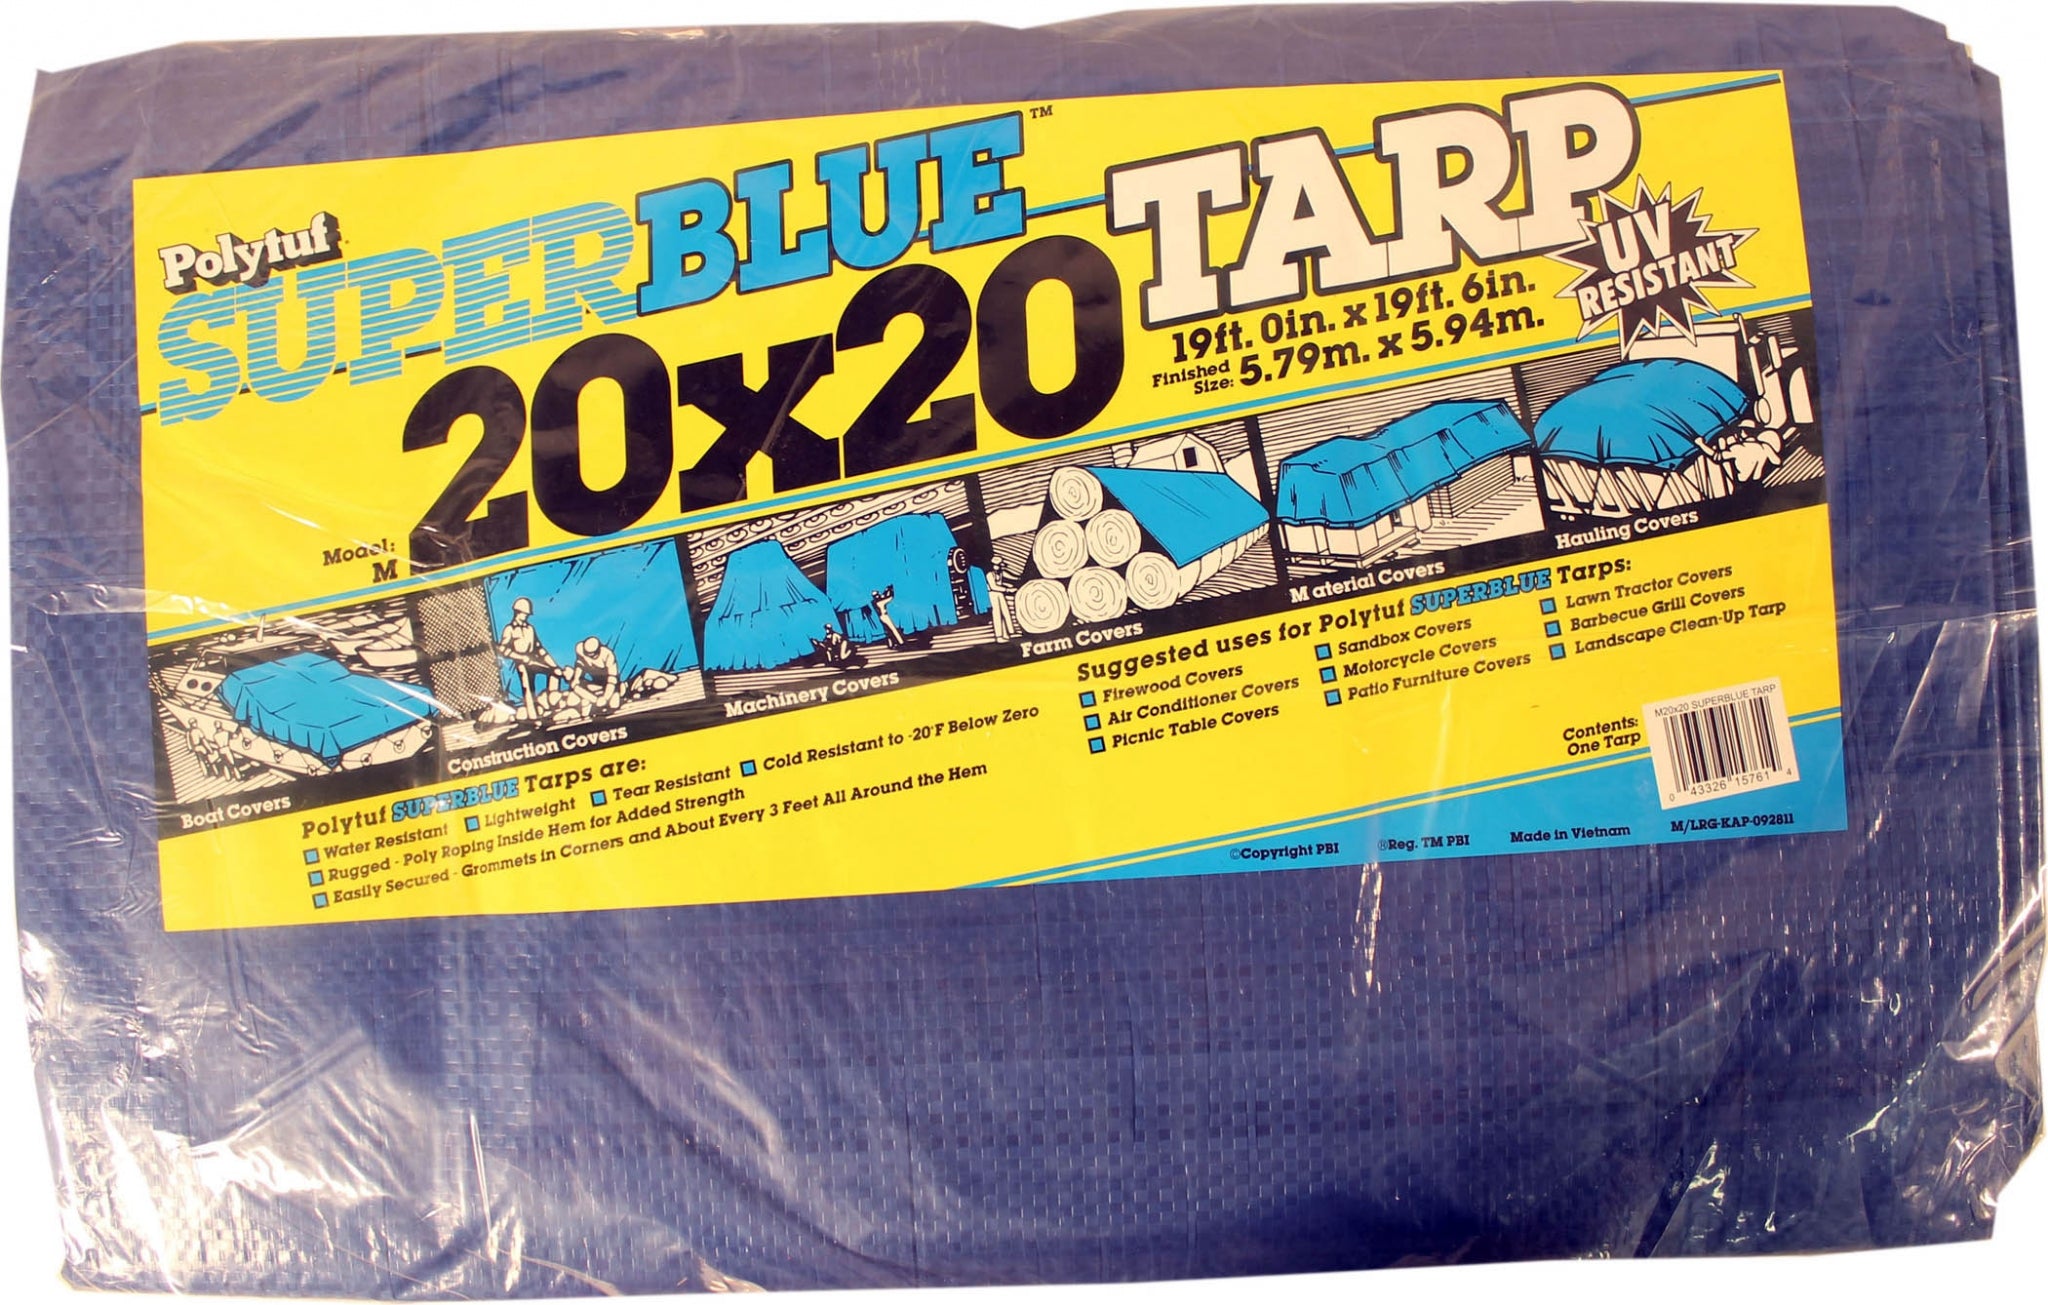 Polytuf
SUPERBLUE™ TARP
20x20
Model:
M
19ft. 0in. x 19ft. 6in.
Finished
Size: 5.79m. x 5.94m.
UV
RESISTANT
Boat Covers
Construction Covers
Machinery Covers
Farm Covers
Material Covers
Hauling Covers
Polytuf SUPERBLUE Tarps are:
Water Resistant Lightweight Tear Resistant Cold Resistant to -20°F Below Zero
Rugged - Poly Roping Inside Hem for Added Strength
Easily Secured - Grommets in Corners and About Every 3 Feet All Around the Hem
Suggested uses for Polytuf SUPERBLUE Tarps:
Firewood Covers
Air Conditioner Covers
Picnic Table Covers
Sandbox Covers
Motorcycle Covers
Patio Furniture Covers
Lawn Tractor Covers
Barbecue Grill Covers
Landscape Clean-Up Tarp
Contents:
One Tarp
M20x20 SUPERBLUE TARP
0 43326 15761 4
©Copyright PBI ®Reg. TM PBI Made in Vietnam M/LRG-KAP-092811